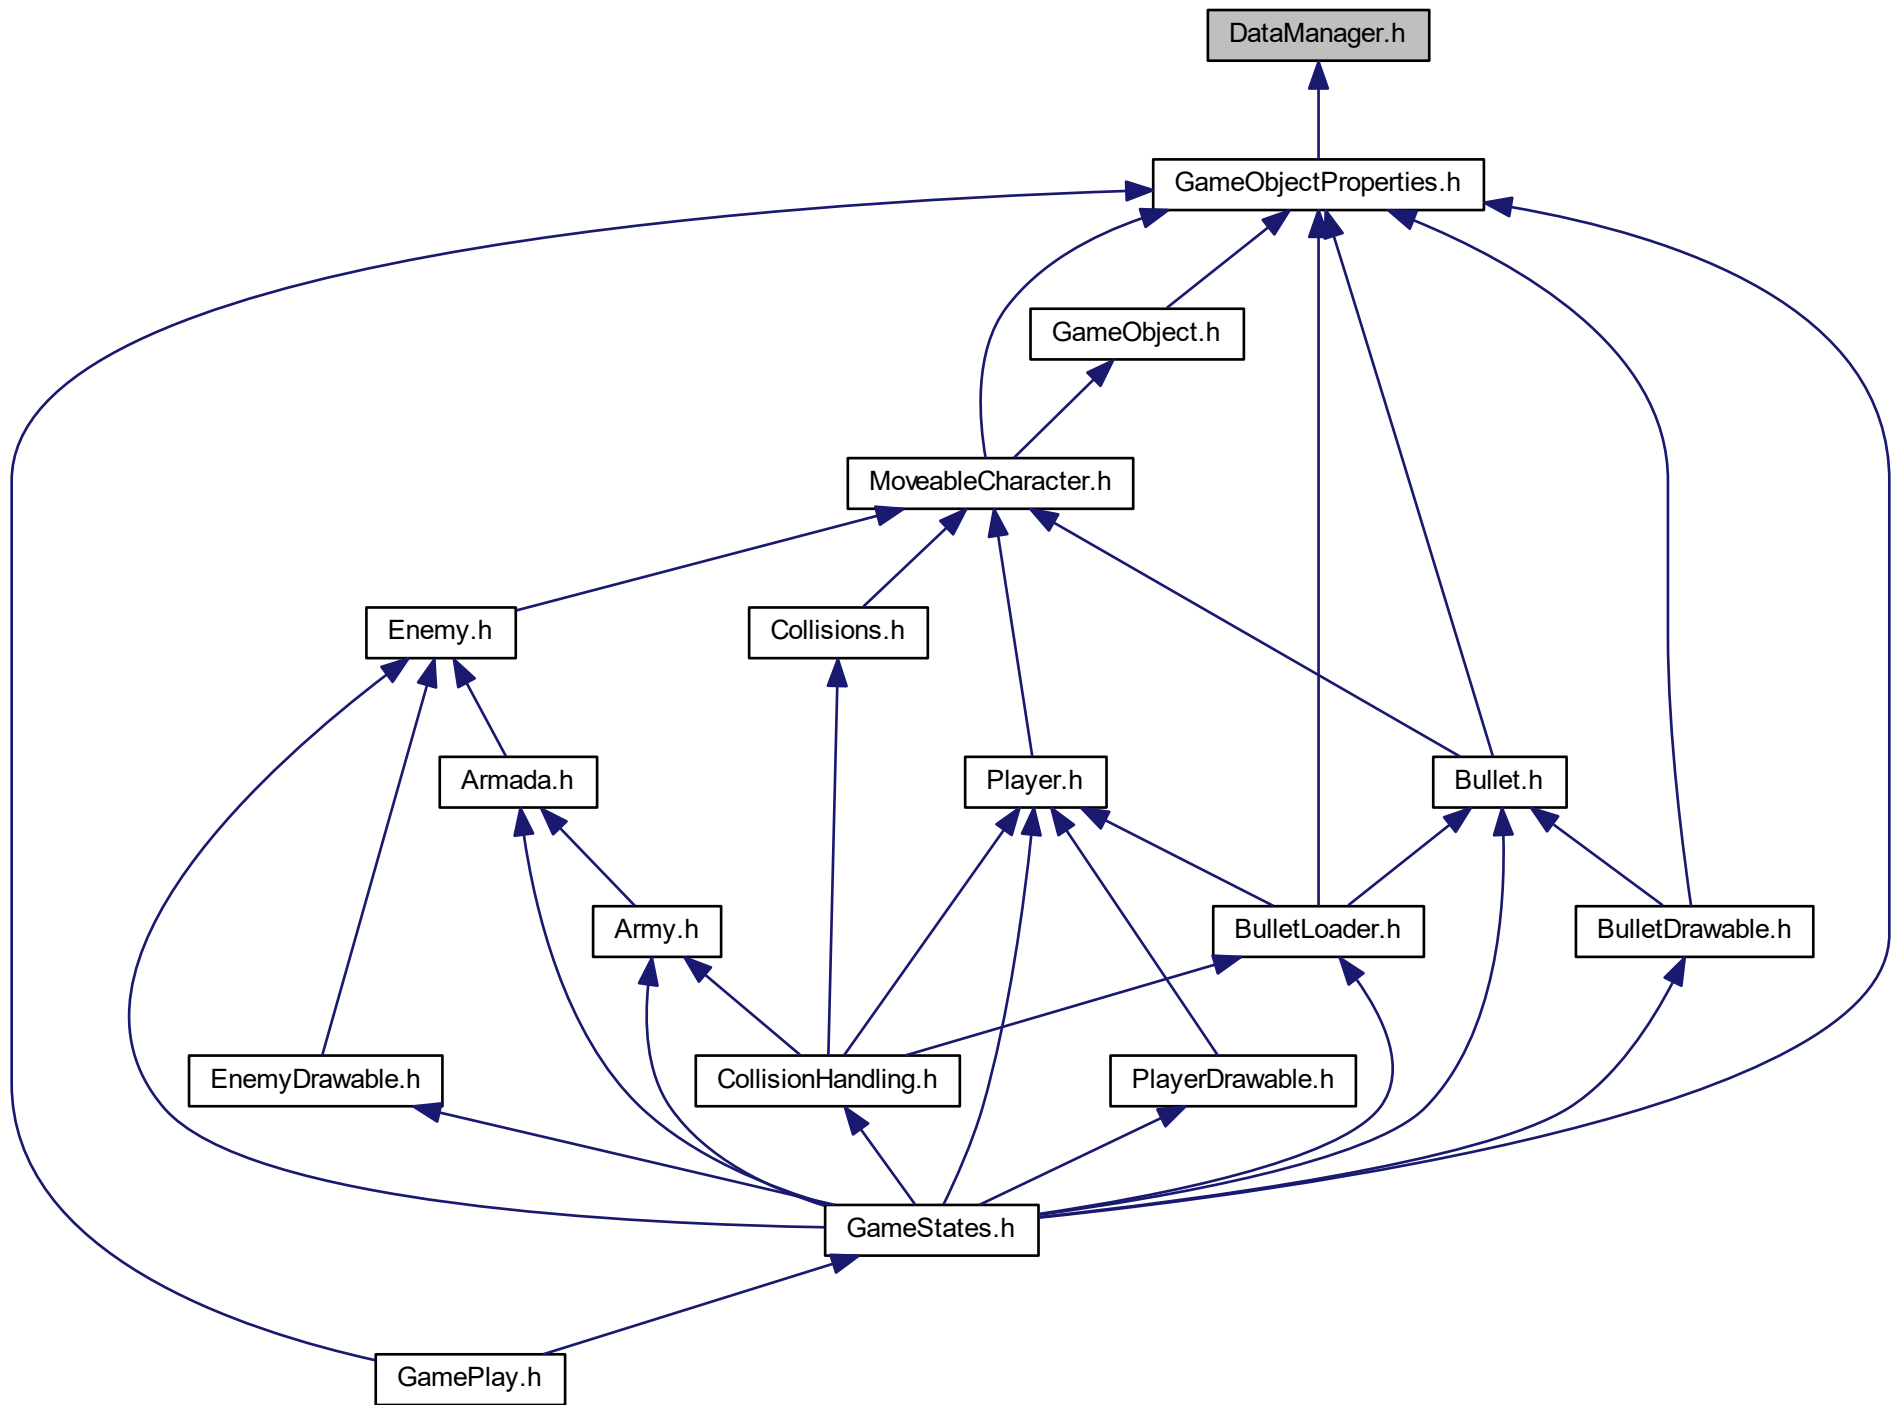 DataManager.h
GameObjectProperties.h
GameObject.h
MoveableCharacter.h
Enemy.h
Collisions.h
Armada.h
Player.h
Bullet.h
Army.h
BulletLoader.h
BulletDrawable.h
EnemyDrawable.h
CollisionHandling.h
PlayerDrawable.h
GameStates.h
GamePlay.h